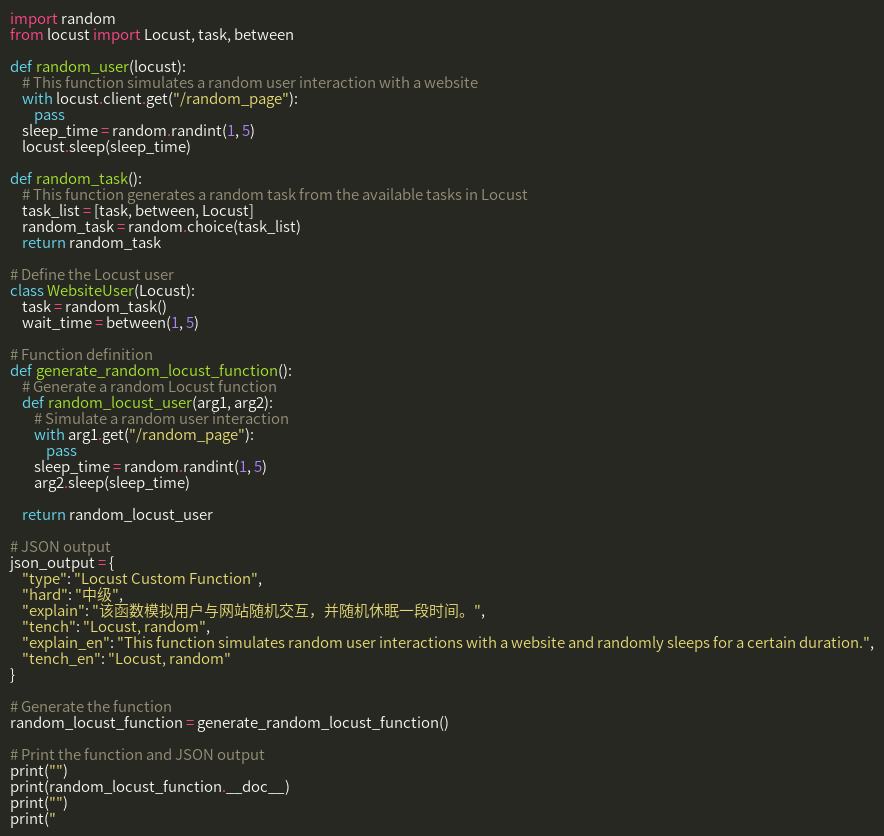 import random
from locust import Locust, task, between
def random_user(locust):
# This function simulates a random user interaction with a website
with locust.client.get("/random_page"):
pass
sleep_time = random.randint(1, 5)
locust.sleep(sleep_time)
def random_task():
# This function generates a random task from the available tasks in Locust
task_list = [task, between, Locust]
random_task = random.choice(task_list)
return random_task
# Define the Locust user
class WebsiteUser(Locust):
task = random_task()
wait_time = between(1, 5)
# Function definition
def generate_random_locust_function():
# Generate a random Locust function
def random_locust_user(arg1, arg2):
# Simulate a random user interaction
with arg1.get("/random_page"):
pass
sleep_time = random.randint(1, 5)
arg2.sleep(sleep_time)
return random_locust_user
# JSON output
json_output = {
"type": "Locust Custom Function",
"hard": "中级",
"explain": "该函数模拟用户与网站随机交互，并随机休眠一段时间。",
"tench": "Locust, random",
"explain_en": "This function simulates random user interactions with a website and randomly sleeps for a certain duration.",
"tench_en": "Locust, random"
}
# Generate the function
random_locust_function = generate_random_locust_function()
# Print the function and JSON output
print("")
print(random_locust_function.__doc__)
print("")
print("